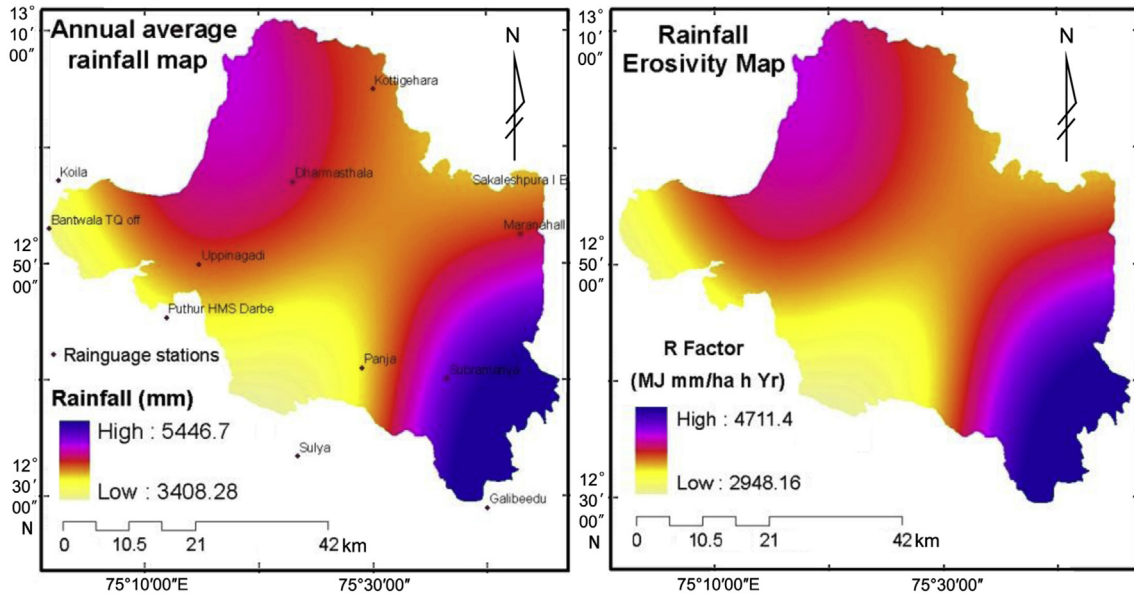 Annual average
rainfall map
N
Kottigehara
Koila
Dharmasthala
Sakaleshpura I B
Bantwala TQ off
Maranahall
Uppinagadi
Puthur HMS Darbe
Rainguage stations
Panja
Subramanya
Rainfall (mm)
High : 5446.7
Low : 3408.28
Sulya
Galibeedu
0 10.5 21 42 km
13°
10'
00"
12°
50'
00"
12°
30'
00"
N
75°10'00"E 75°30'00"
Rainfall
Erosivity Map
N
R Factor
(MJ mm/ha h Yr)
High : 4711.4
Low : 2948.16
0 10.5 21 42 km
13°
10'
00"
12°
50'
00"
12°
30'
00"
N
75°10'00"E 75°30'00"